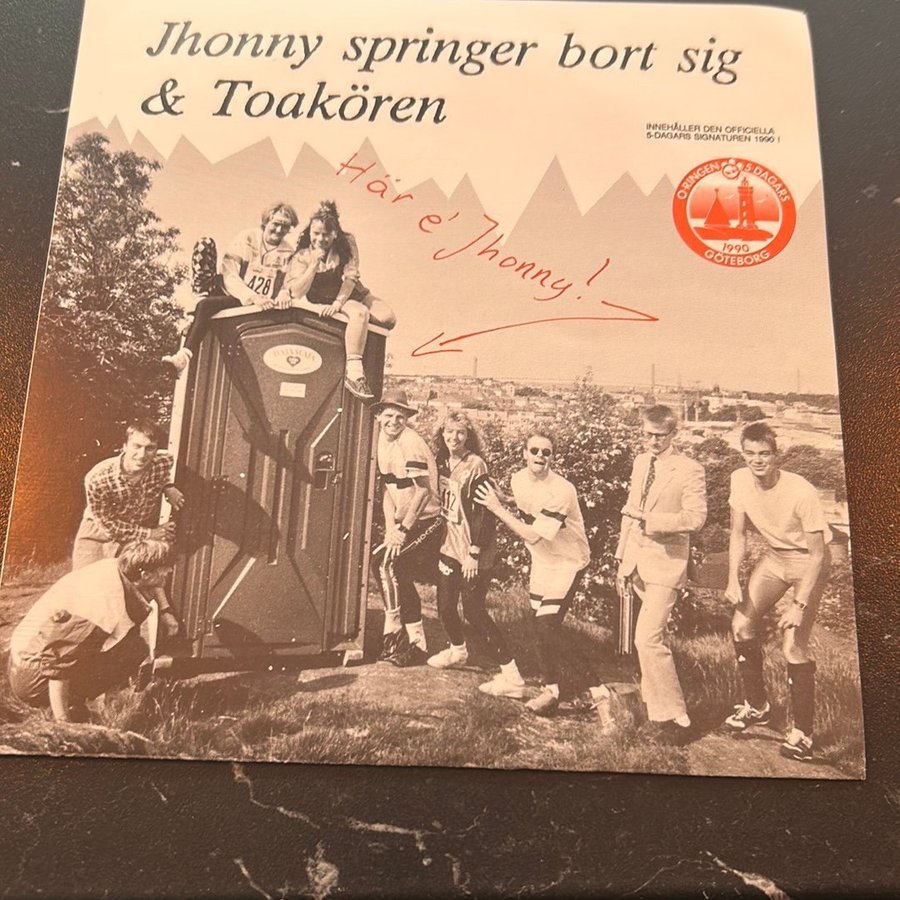 Jhonny springer bort sig
& Toakören
INNEHÅLLER DEN OFFICIELLA
5-DAGARS SIGNATUREN 1990 !
O-RINGEN 5-DAGARS
1990
GÖTEBORG
Här e' Jhonny!
428
BAJAMAJA
112